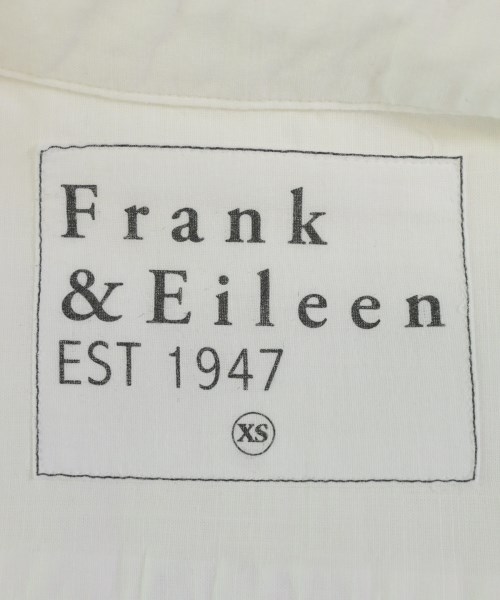 Frank
& Eileen
EST 1947
XS